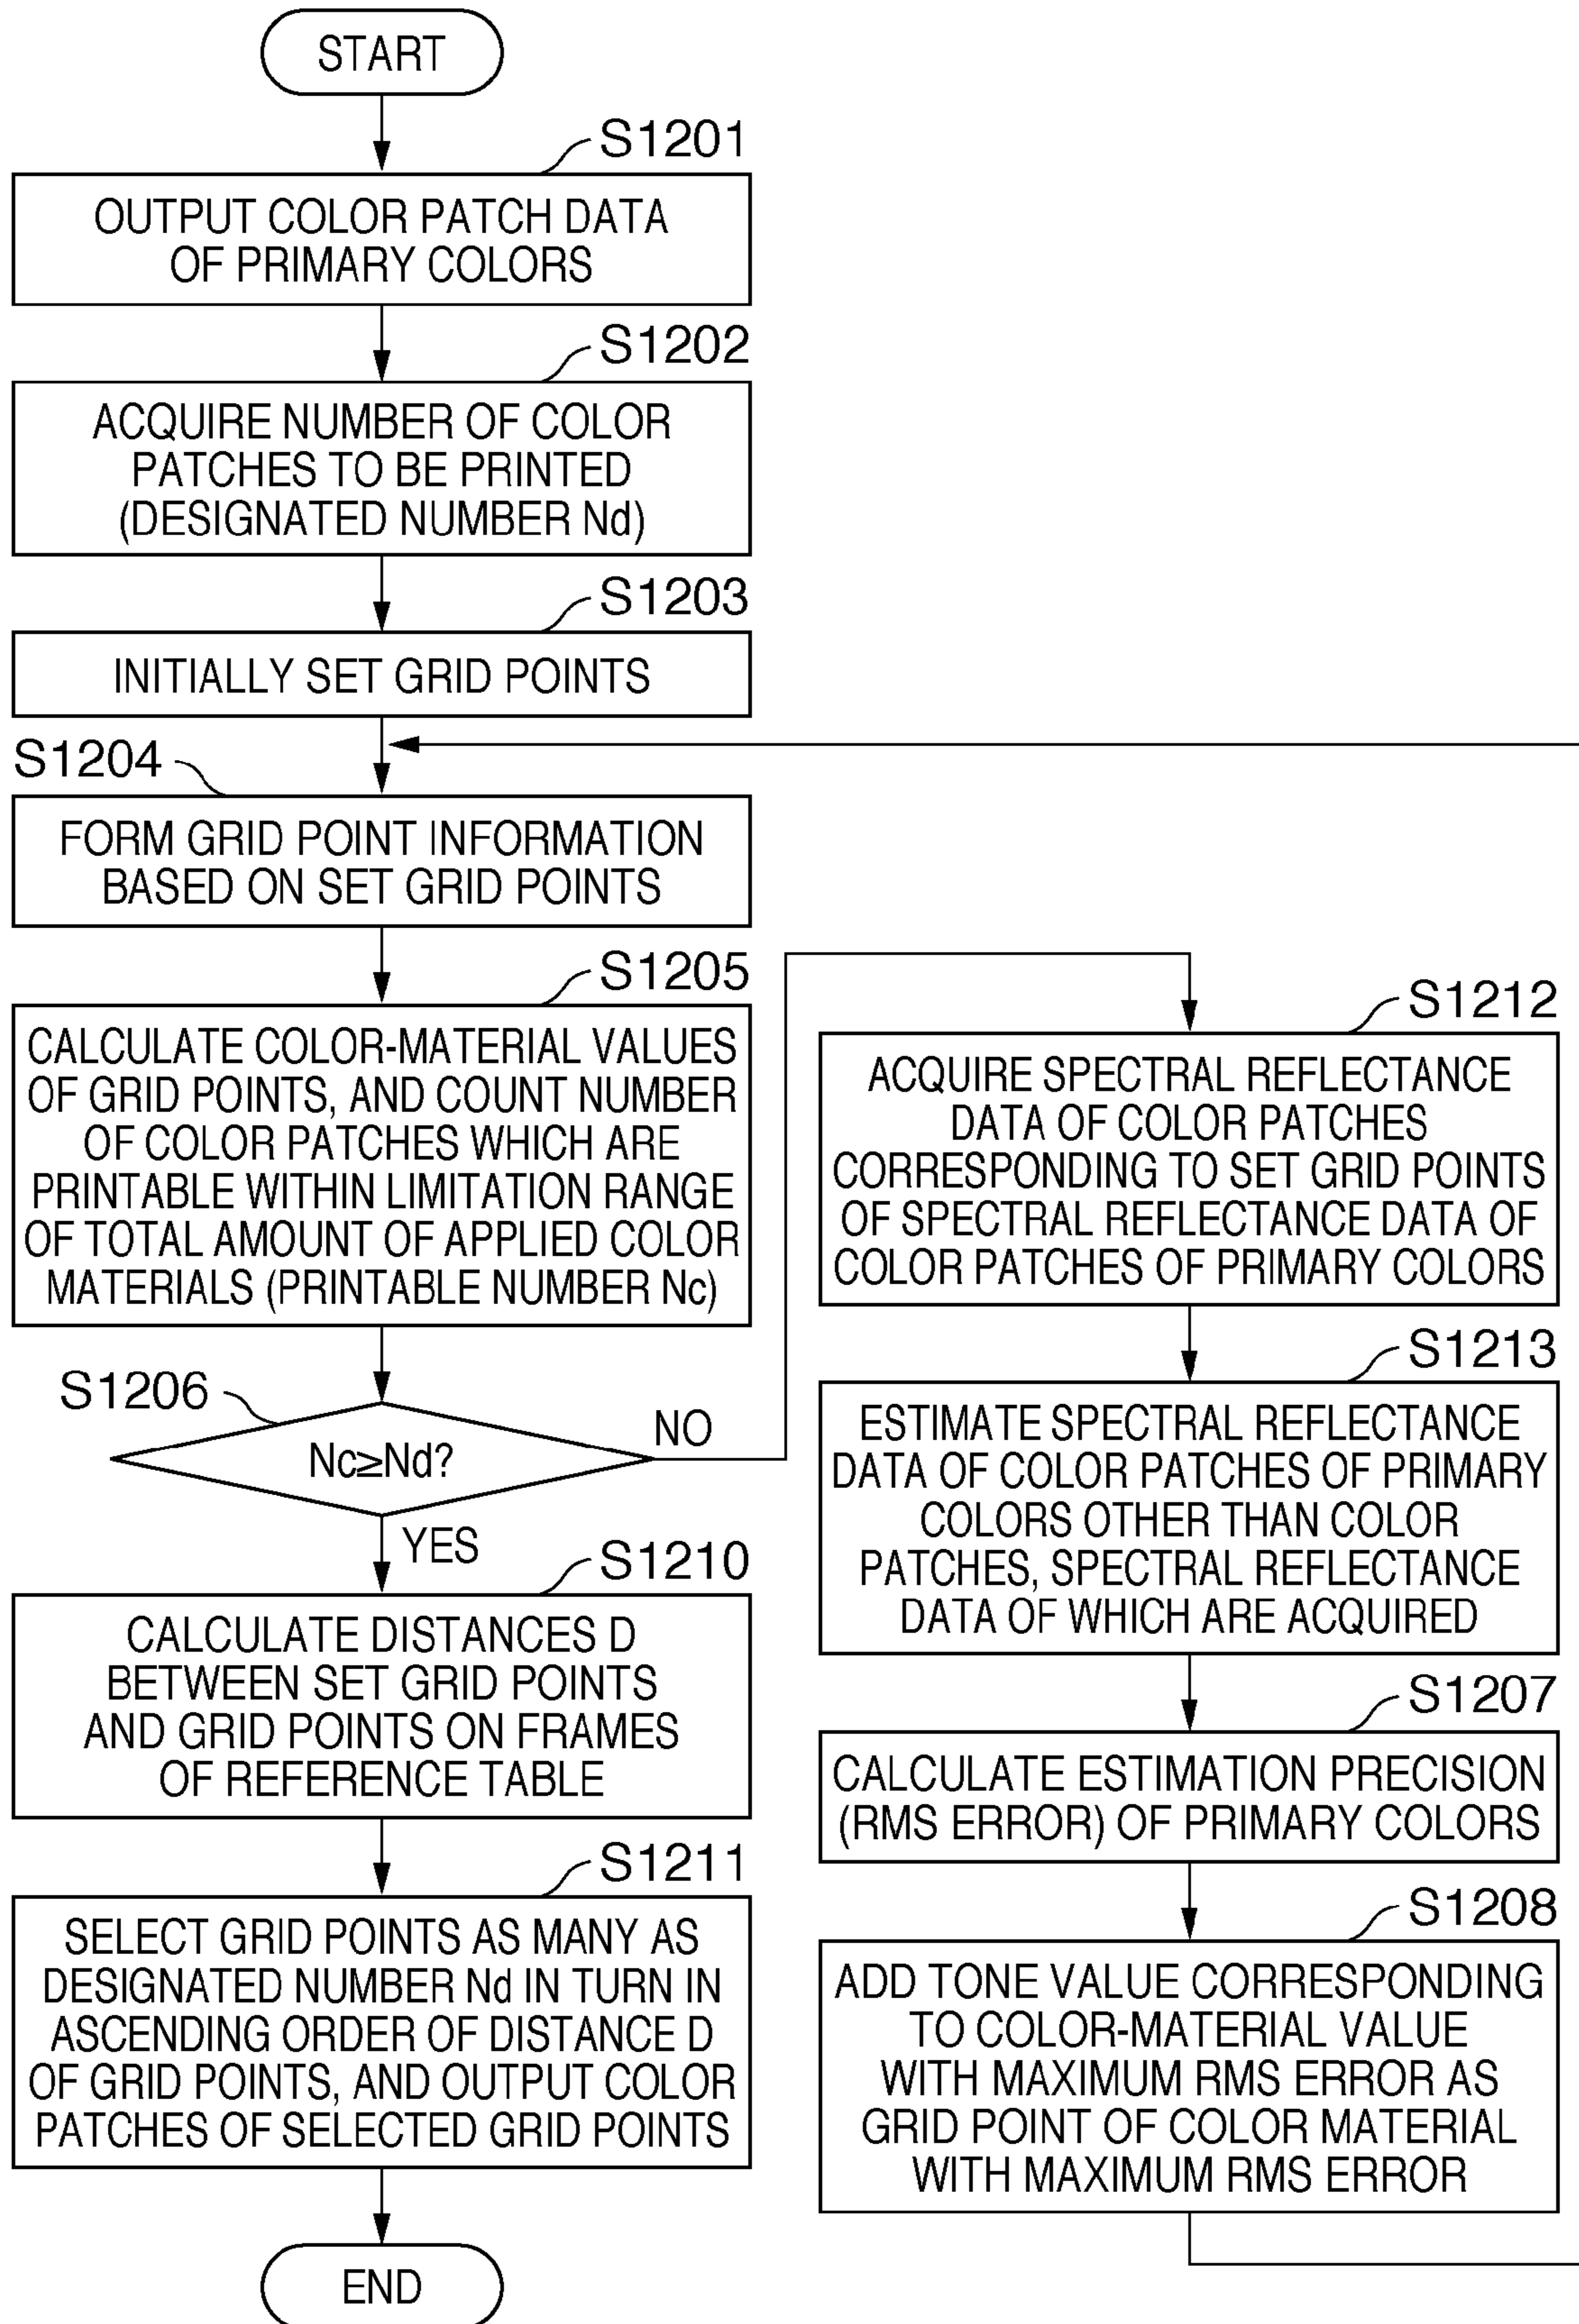 START
S1201
OUTPUT COLOR PATCH DATA
OF PRIMARY COLORS
S1202
ACQUIRE NUMBER OF COLOR
PATCHES TO BE PRINTED
(DESIGNATED NUMBER Nd)
S1203
INITIALLY SET GRID POINTS
S1204
FORM GRID POINT INFORMATION
BASED ON SET GRID POINTS
S1205
CALCULATE COLOR-MATERIAL VALUES
OF GRID POINTS, AND COUNT NUMBER
OF COLOR PATCHES WHICH ARE
PRINTABLE WITHIN LIMITATION RANGE
OF TOTAL AMOUNT OF APPLIED COLOR
MATERIALS (PRINTABLE NUMBER Nc)
S1206
Nc≥Nd?
NO
YES
S1210
CALCULATE DISTANCES D
BETWEEN SET GRID POINTS
AND GRID POINTS ON FRAMES
OF REFERENCE TABLE
S1211
SELECT GRID POINTS AS MANY AS
DESIGNATED NUMBER Nd IN TURN IN
ASCENDING ORDER OF DISTANCE D
OF GRID POINTS, AND OUTPUT COLOR
PATCHES OF SELECTED GRID POINTS
END
S1212
ACQUIRE SPECTRAL REFLECTANCE
DATA OF COLOR PATCHES
CORRESPONDING TO SET GRID POINTS
OF SPECTRAL REFLECTANCE DATA OF
COLOR PATCHES OF PRIMARY COLORS
S1213
ESTIMATE SPECTRAL REFLECTANCE
DATA OF COLOR PATCHES OF PRIMARY
COLORS OTHER THAN COLOR
PATCHES, SPECTRAL REFLECTANCE
DATA OF WHICH ARE ACQUIRED
S1207
CALCULATE ESTIMATION PRECISION
(RMS ERROR) OF PRIMARY COLORS
S1208
ADD TONE VALUE CORRESPONDING
TO COLOR-MATERIAL VALUE
WITH MAXIMUM RMS ERROR AS
GRID POINT OF COLOR MATERIAL
WITH MAXIMUM RMS ERROR